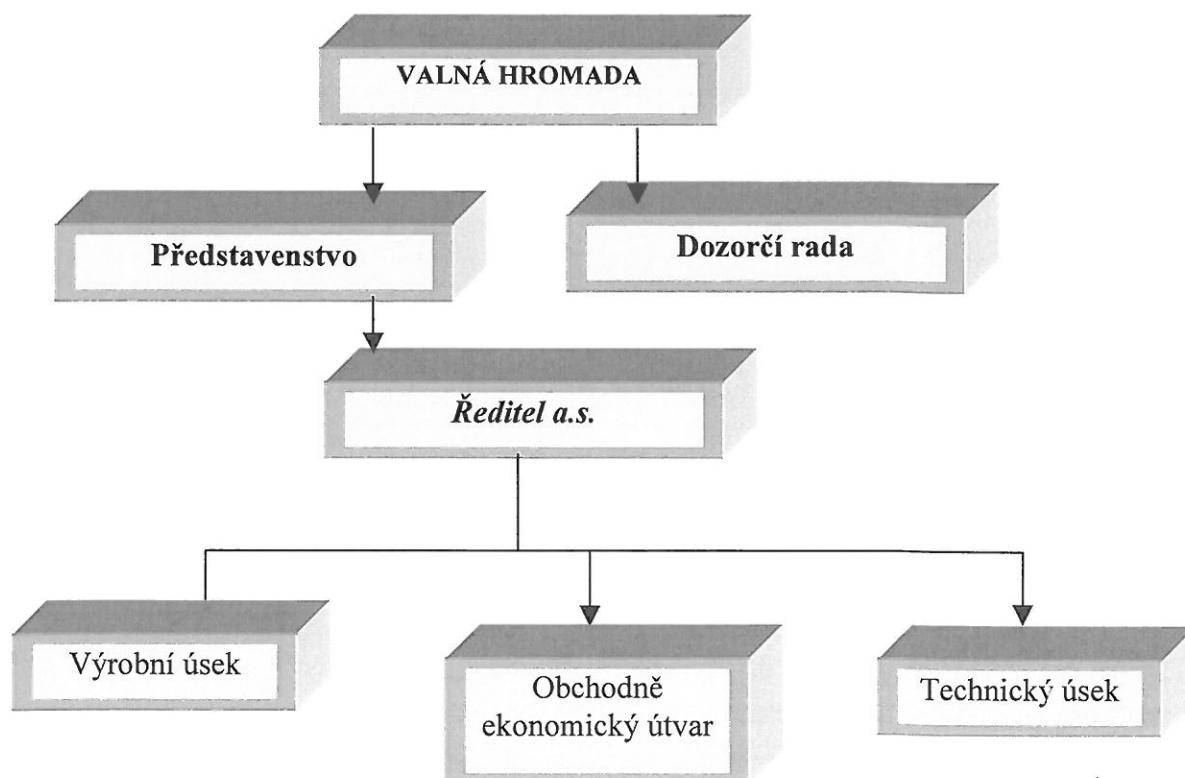 VALNÁ HROMADA
Představenstvo
Dozorčí rada
Ředitel a.s.
Výrobní úsek
Obchodně
ekonomický útvar
Technický úsek